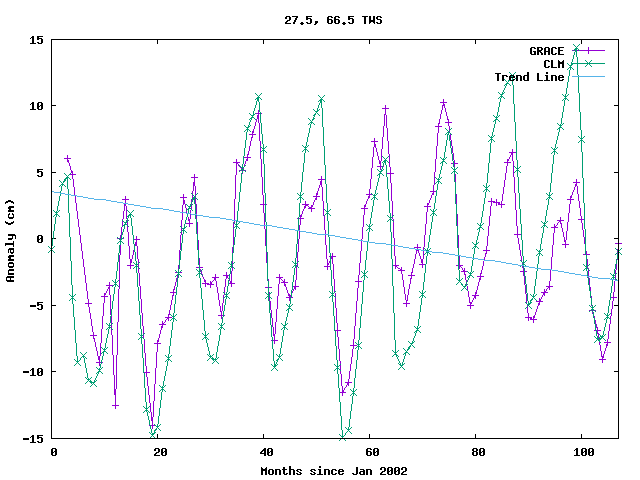 27.5, 66.5 TWS
15
10
5
0
-5
-10
-15
Anomaly (cm)
GRACE
CLM
Trend Line
0 20 40 60 80 100
Months since Jan 2002